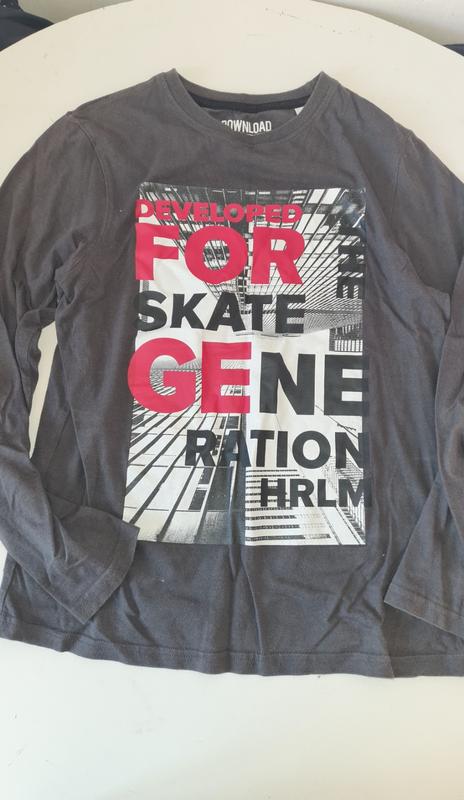 DOWNLOAD
DEVELOPED
FOR
THE
SKATE
GENE
RATION
HRLM